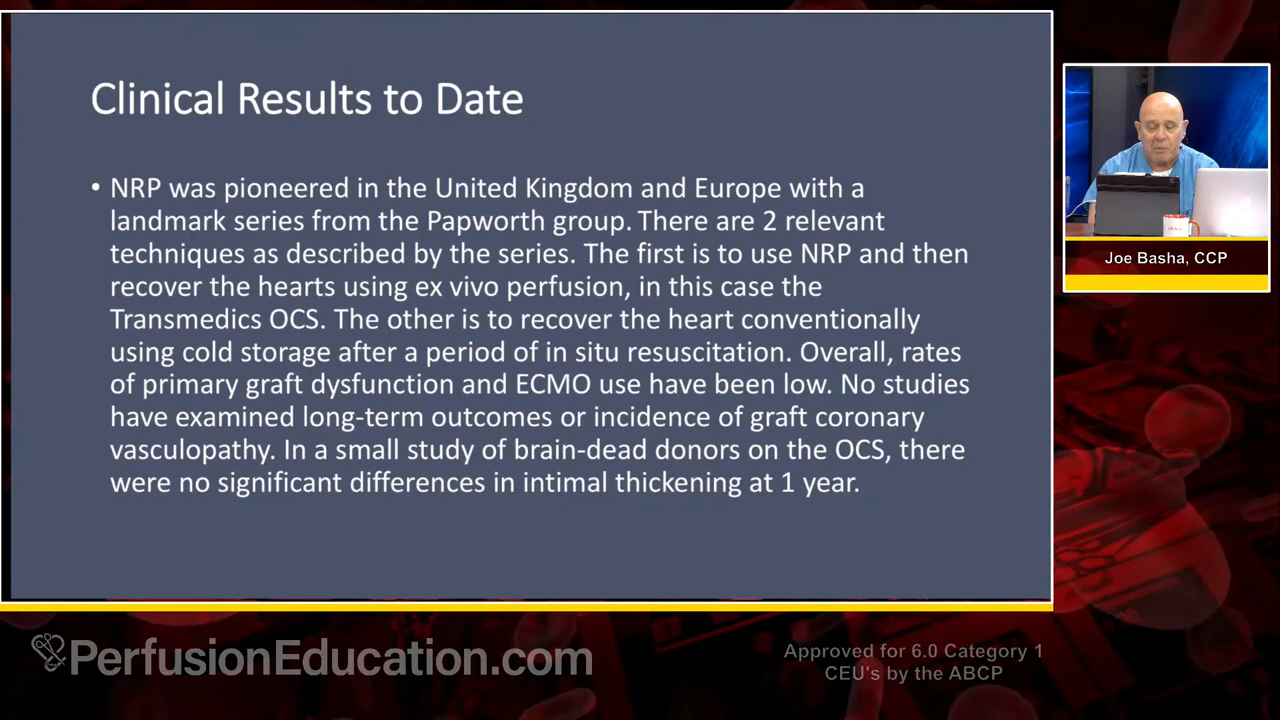 Clinical Results to Date
• NRP was pioneered in the United Kingdom and Europe with a
landmark series from the Papworth group. There are 2 relevant
techniques as described by the series. The first is to use NRP and then
recover the hearts using ex vivo perfusion, in this case the
Transmedics OCS. The other is to recover the heart conventionally
using cold storage after a period of in situ resuscitation. Overall, rates
of primary graft dysfunction and ECMO use have been low. No studies
have examined long-term outcomes or incidence of graft coronary
vasculopathy. In a small study of brain-dead donors on the OCS, there
were no significant differences in intimal thickening at 1 year.
Joe Basha, CCP
PerfusionEducation.com
Approved for 6.0 Category 1
CEU's by the ABCP